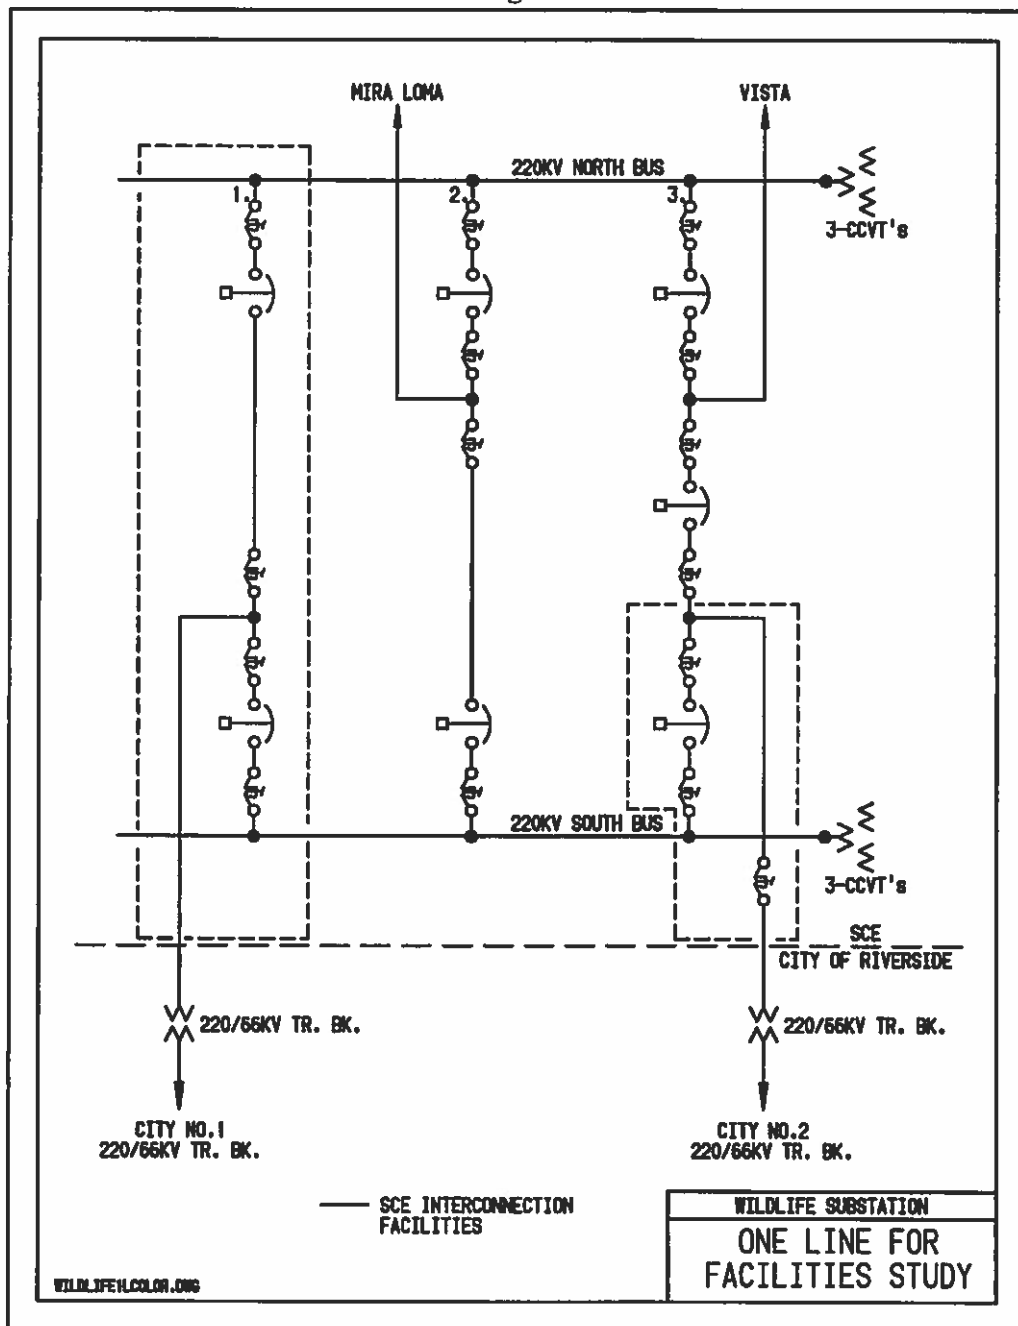 MIRA LOMA
VISTA
220KV NORTH BUS
1.
2.
3.
3-CCVT's
220KV SOUTH BUS
3-CCVT's
SCE
CITY OF RIVERSIDE
220/66KV TR. BK.
220/66KV TR. BK.
CITY NO.1
220/66KV TR. BK.
CITY NO.2
220/66KV TR. BK.
SCE INTERCONNECTION
FACILITIES
WILDLIFE SUBSTATION
ONE LINE FOR
FACILITIES STUDY